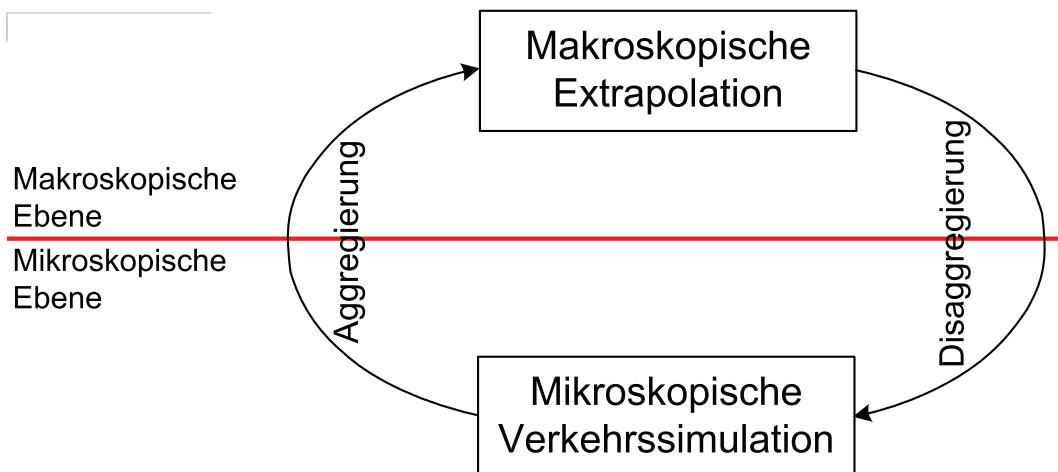 Makroskopische
Extrapolation
Makroskopische
Ebene
Aggregierung
Disaggregierung
Mikroskopische
Ebene
Mikroskopische
Verkehrssimulation